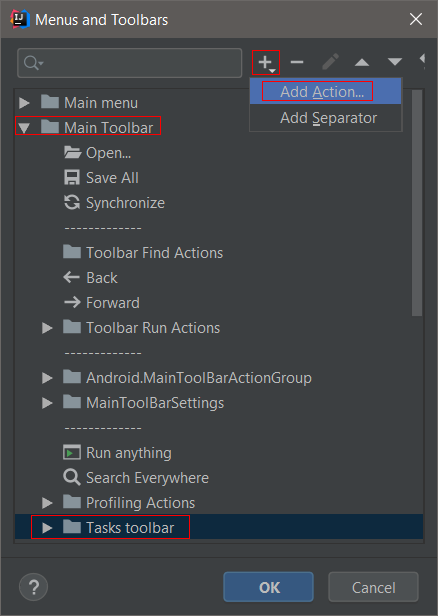 Menus and Toolbars
Add Action...
Add Separator
Main menu
Main Toolbar
Open...
Save All
Synchronize
-------------
Toolbar Find Actions
Back
Forward
Toolbar Run Actions
-------------
Android.MainToolBarActionGroup
MainToolBarSettings
-------------
Run anything
Search Everywhere
Profiling Actions
Tasks toolbar
? OK Cancel